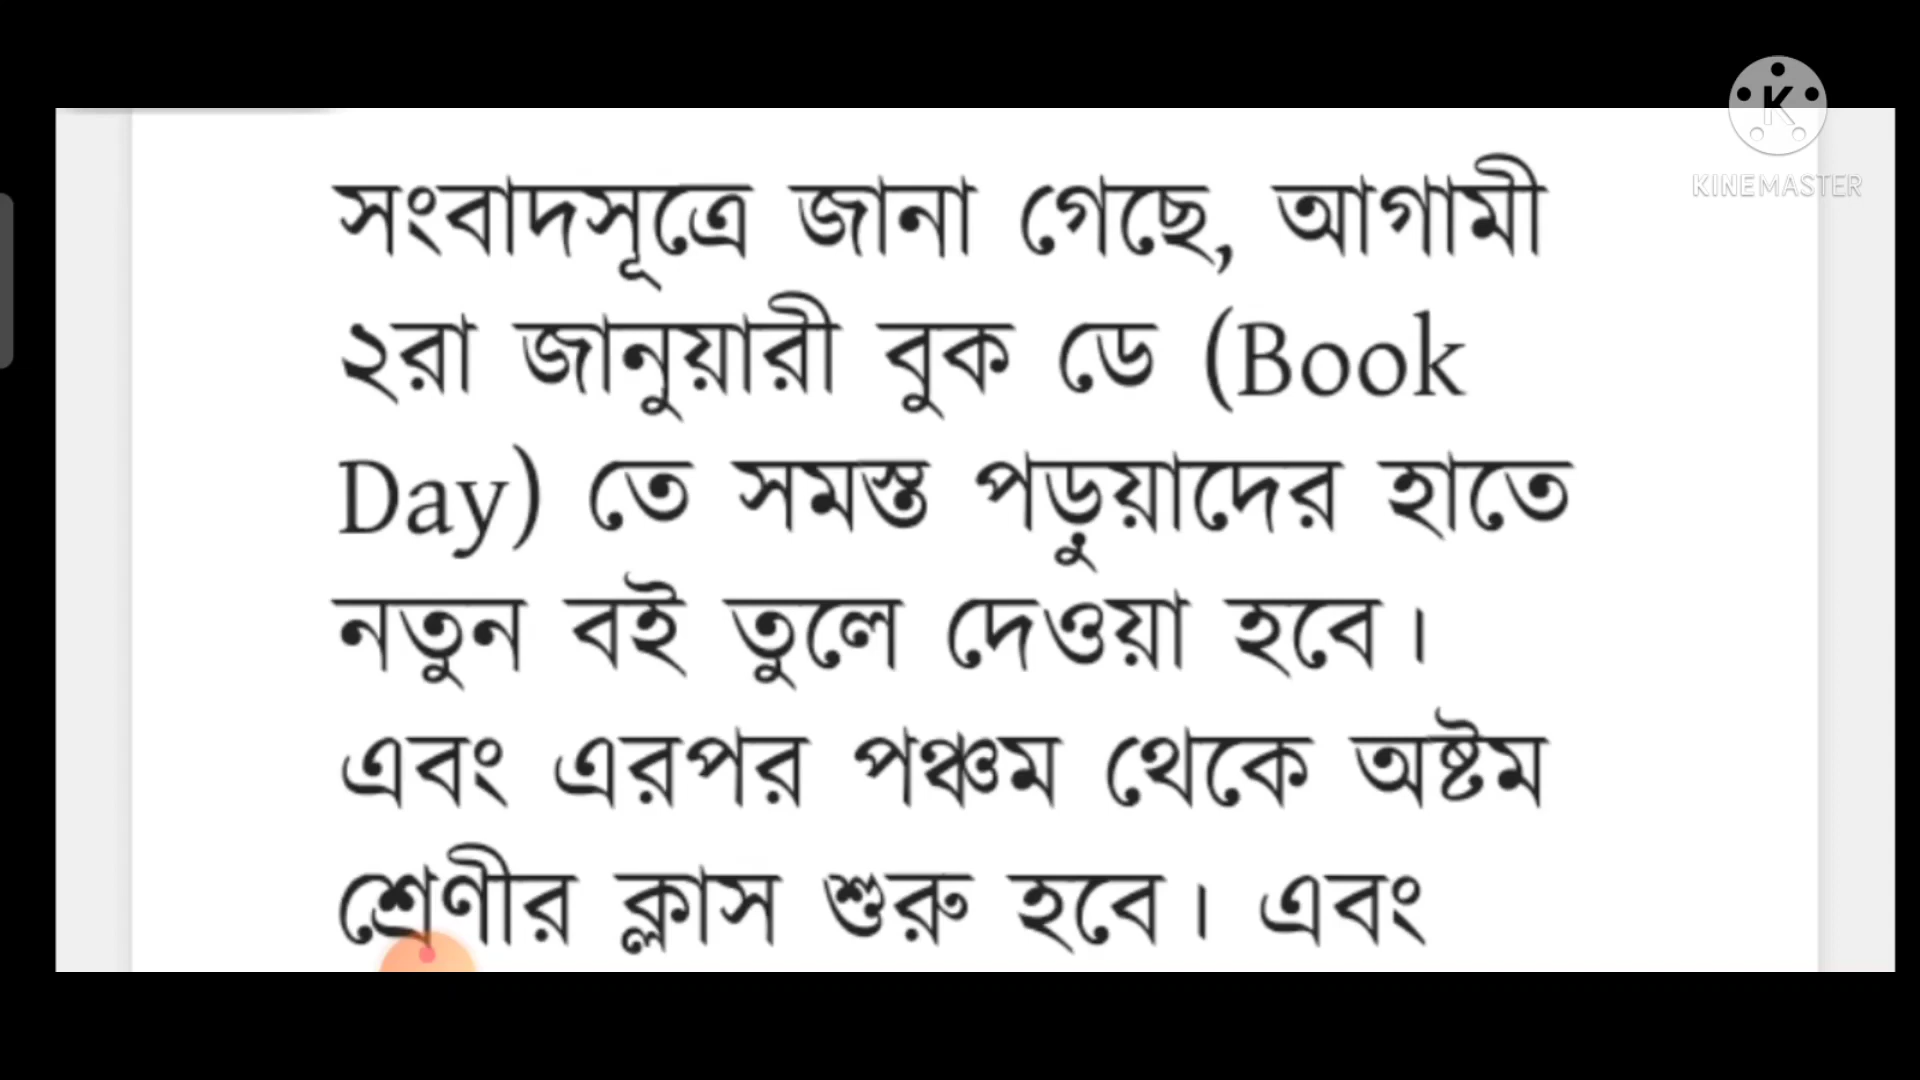 KINEMASTER
সংবাদসূত্রে জানা গেছে, আগামী
২রা জানুয়ারী বুক ডে (Book
Day) তে সমস্ত পড়ুয়াদের হাতে
নতুন বই তুলে দেওয়া হবে।
এবং এরপর পঞ্চম থেকে অষ্টম
শ্রেণীর ক্লাস শুরু হবে। এবং